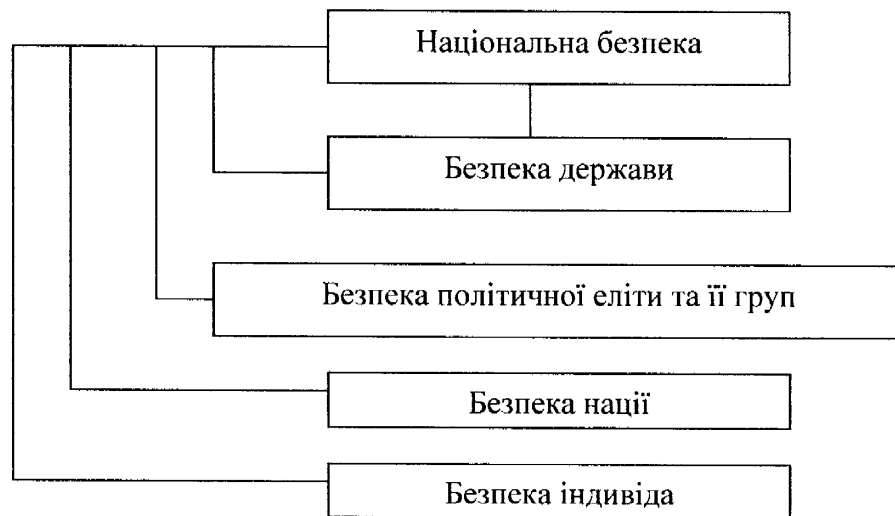 Національна безпека
Безпека держави
Безпека політичної еліти та її груп
Безпека нації
Безпека індивіда